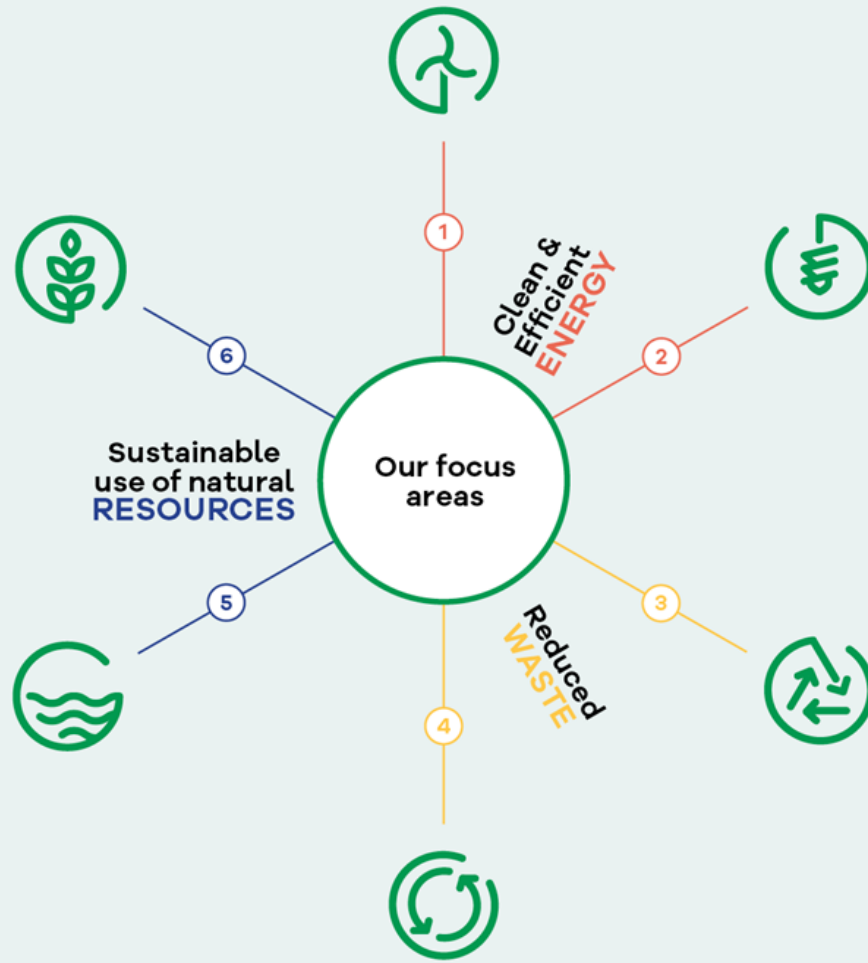 1
Clean &
Efficient
ENERGY
2
6
Sustainable
use of natural
RESOURCES
Our focus
areas
5
3
Reduced
WASTE
4